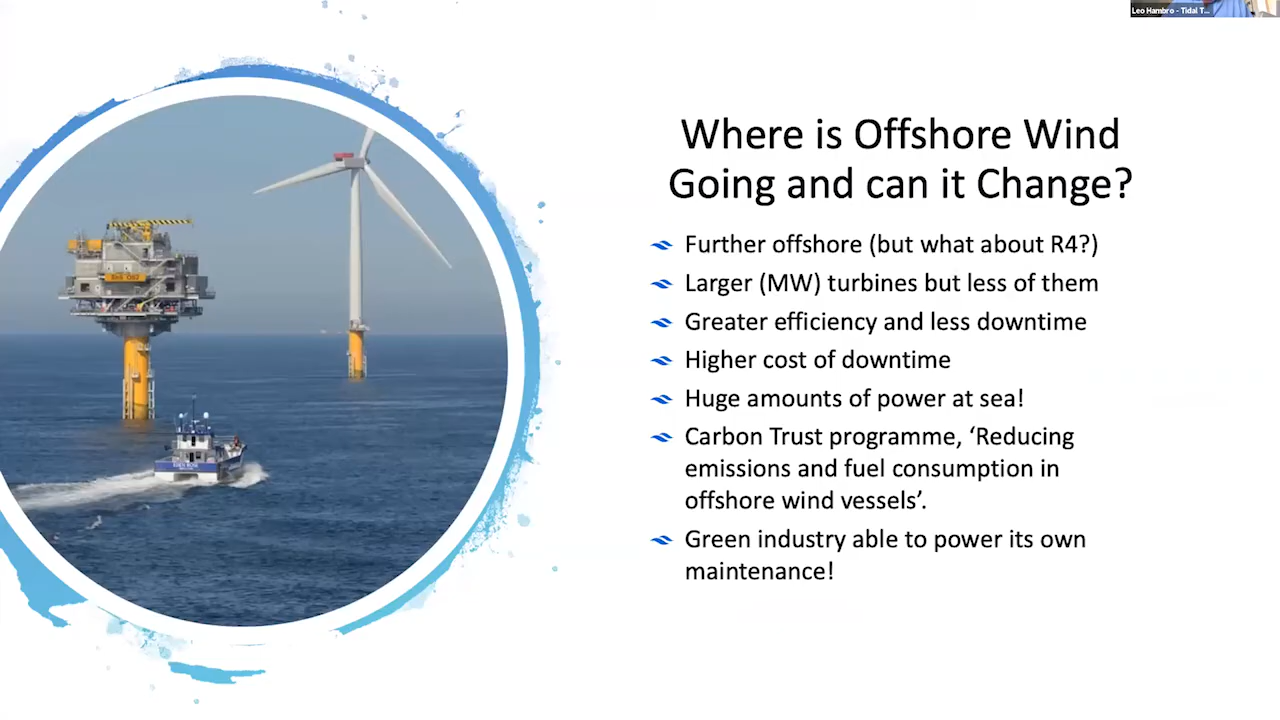 Leo Hambro - Tidal T...
Where is Offshore Wind
Going and can it Change?
Further offshore (but what about R4?)
Larger (MW) turbines but less of them
Greater efficiency and less downtime
Higher cost of downtime
Huge amounts of power at sea!
Carbon Trust programme, ‘Reducing
emissions and fuel consumption in
offshore wind vessels’.
Green industry able to power its own
maintenance!